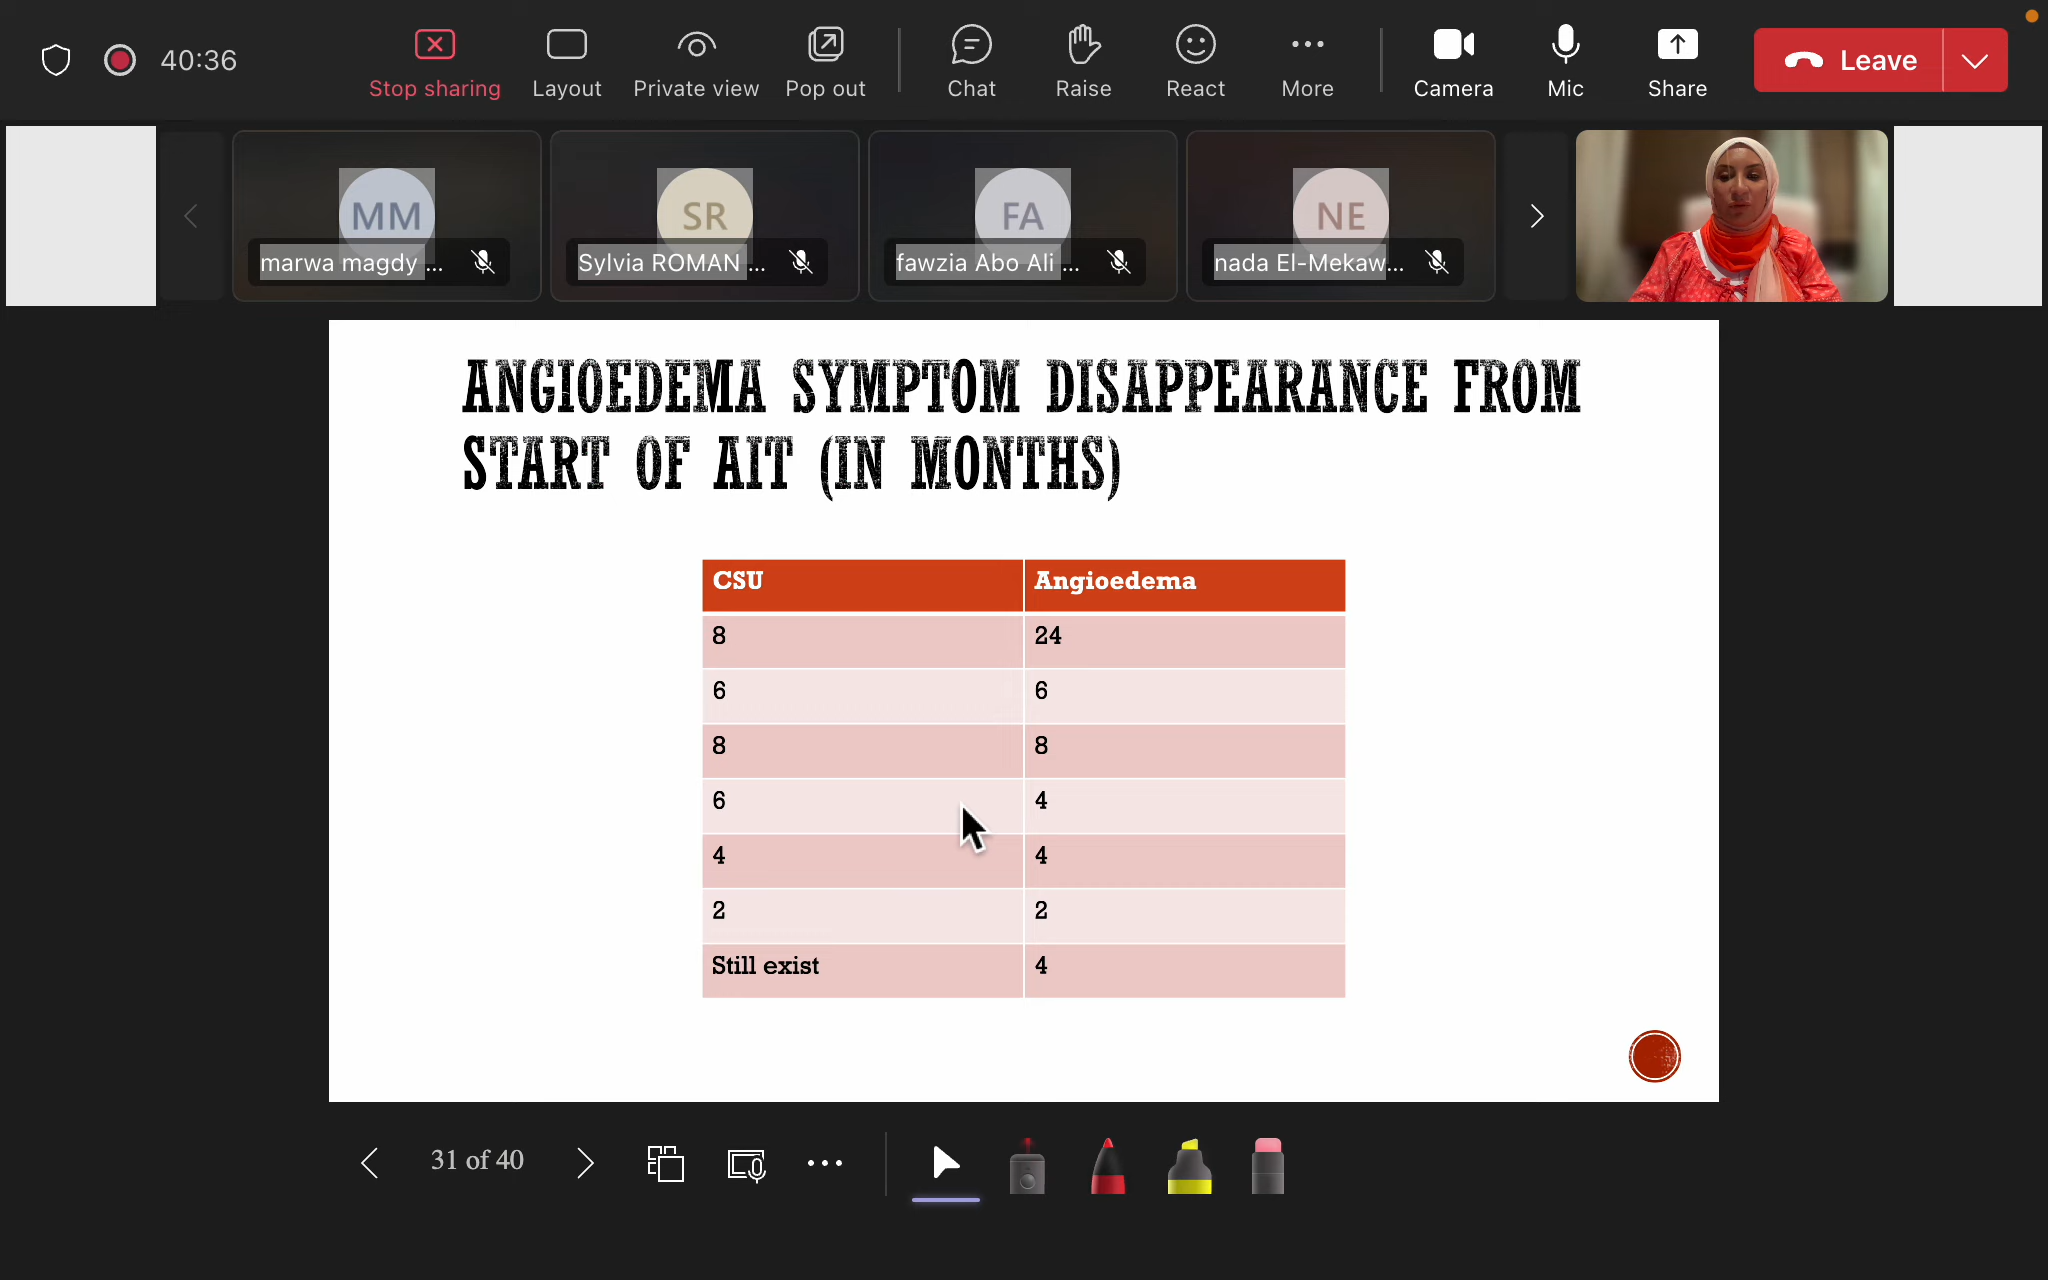 40:36
Stop sharing
Layout
Private view
Pop out
Chat
Raise
React
More
Camera
Mic
Share
Leave
MM
SR
FA
NE
marwa magdy ...
Sylvia ROMAN ...
fawzia Abo Ali ...
nada El-Mekaw...
ANGIOEDEMA SYMPTOM DISAPPEARANCE FROM
START OF AIT (IN MONTHS)
CSU Angioedema
8 24
6 6
8 8
6 4
4 4
2 2
Still exist 4
31 of 40